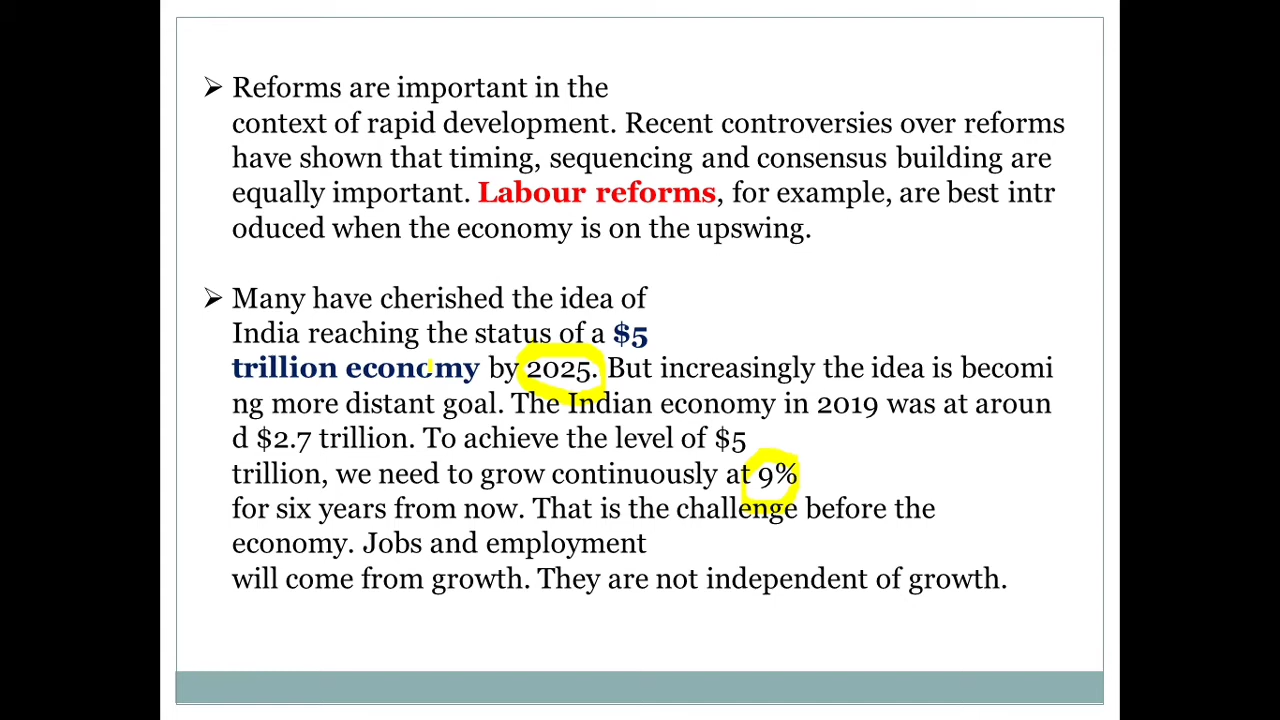 Reforms are important in the
context of rapid development. Recent controversies over reforms
have shown that timing, sequencing and consensus building are
equally important. Labour reforms, for example, are best intr
oduced when the economy is on the upswing.
Many have cherished the idea of
India reaching the status of a $5
trillion economy by 2025. But increasingly the idea is becomi
ng more distant goal. The Indian economy in 2019 was at aroun
d $2.7 trillion. To achieve the level of $5
trillion, we need to grow continuously at 9%
for six years from now. That is the challenge before the
economy. Jobs and employment
will come from growth. They are not independent of growth.